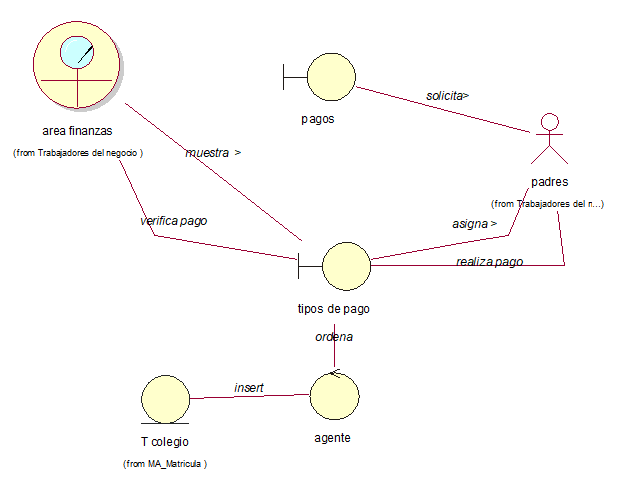 solicita>
pagos
area finanzas
(from Trabajadores del negocio )
muestra >
padres
(from Trabajadores del n...)
verifica pago
asigna >
realiza pago
tipos de pago
ordena
insert
agente
T colegio
(from MA_Matricula )